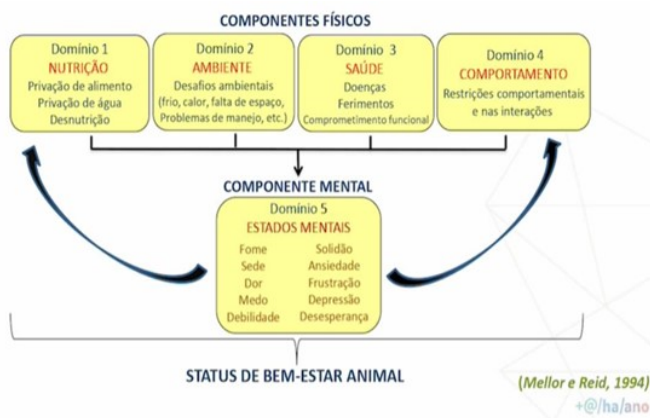 COMPONENTES FÍSICOS
Domínio 1
NUTRIÇÃO
Privação de alimento
Privação de água
Desnutrição
Domínio 2
AMBIENTE
Desafios ambientais
(frio, calor, falta de espaço,
Problemas de manejo, etc.)
Domínio 3
SAÚDE
Doenças
Ferimentos
Comprometimento funcional
Domínio 4
COMPORTAMENTO
Restrições comportamentais
e nas interações
COMPONENTE MENTAL
Domínio 5
ESTADOS MENTAIS
Fome
Sede
Dor
Medo
Debilidade
Solidão
Ansiedade
Frustração
Depressão
Desesperança
STATUS DE BEM-ESTAR ANIMAL
(Mellor e Reid, 1994)